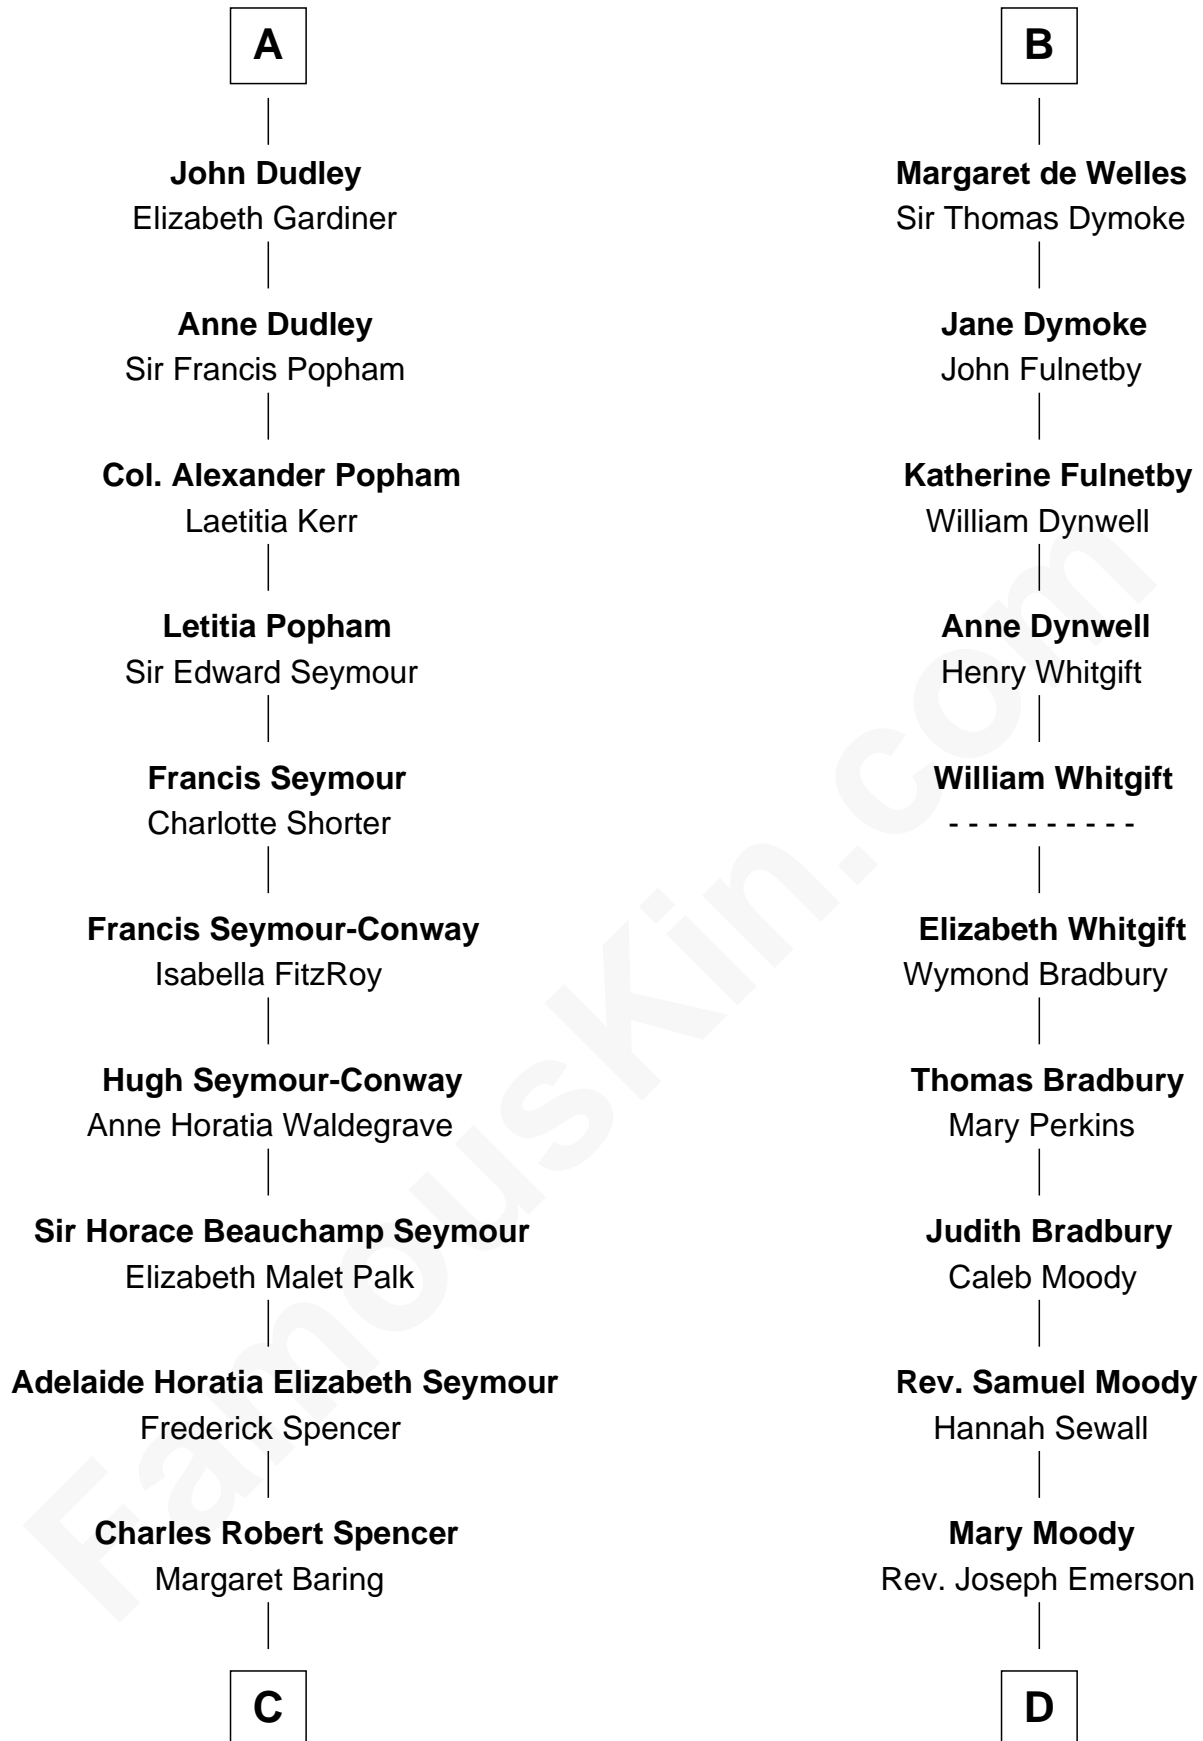 A
John Dudley
Elizabeth Gardiner
Anne Dudley
Sir Francis Popham
Col. Alexander Popham
Laetitia Kerr
Letitia Popham
Sir Edward Seymour
Francis Seymour
Charlotte Shorter
Francis Seymour-Conway
Isabella FitzRoy
Hugh Seymour-Conway
Anne Horatia Waldegrave
Sir Horace Beauchamp Seymour
Elizabeth Malet Palk
Adelaide Horatia Elizabeth Seymour
Frederick Spencer
Charles Robert Spencer
Margaret Baring
C
B
Margaret de Welles
Sir Thomas Dymoke
Jane Dymoke
John Fulnetby
Katherine Fulnetby
William Dynwell
Anne Dynwell
Henry Whitgift
William Whitgift
- - - - - - - - - -
Elizabeth Whitgift
Wymond Bradbury
Thomas Bradbury
Mary Perkins
Judith Bradbury
Caleb Moody
Rev. Samuel Moody
Hannah Sewall
Mary Moody
Rev. Joseph Emerson
D
FamousKin.com